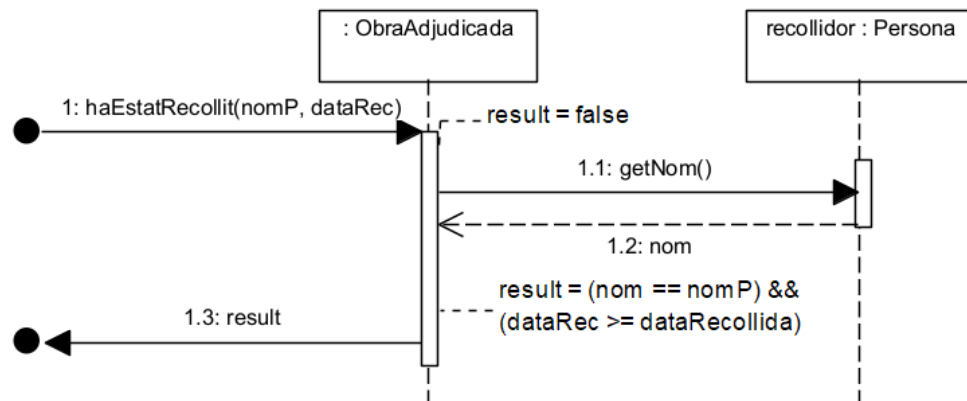 : ObraAdjudicada
recollidor : Persona
1: haEstatRecollit(nomP, dataRec)
result = false
1.1: getNom()
1.2: nom
result = (nom == nomP) &&
(dataRec >= dataRecollida)
1.3: result